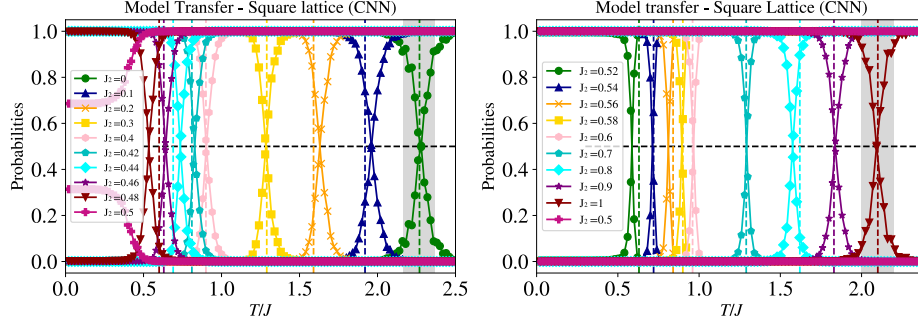 Model Transfer - Square lattice (CNN)
Probabilities
1.0
0.8
0.6
0.4
0.2
0.0
J2=0
J2=0.1
J2=0.2
J2=0.3
J2=0.4
J2=0.42
J2=0.44
J2=0.46
J2=0.48
J2=0.5
0.0 0.5 1.0 1.5 2.0 2.5
T/J
Model transfer - Square Lattice (CNN)
Probabilities
1.0
0.8
0.6
0.4
0.2
0.0
J2=0.52
J2=0.54
J2=0.56
J2=0.58
J2=0.6
J2=0.7
J2=0.8
J2=0.9
J2=1
J2=0.5
0.0 0.5 1.0 1.5 2.0
T/J